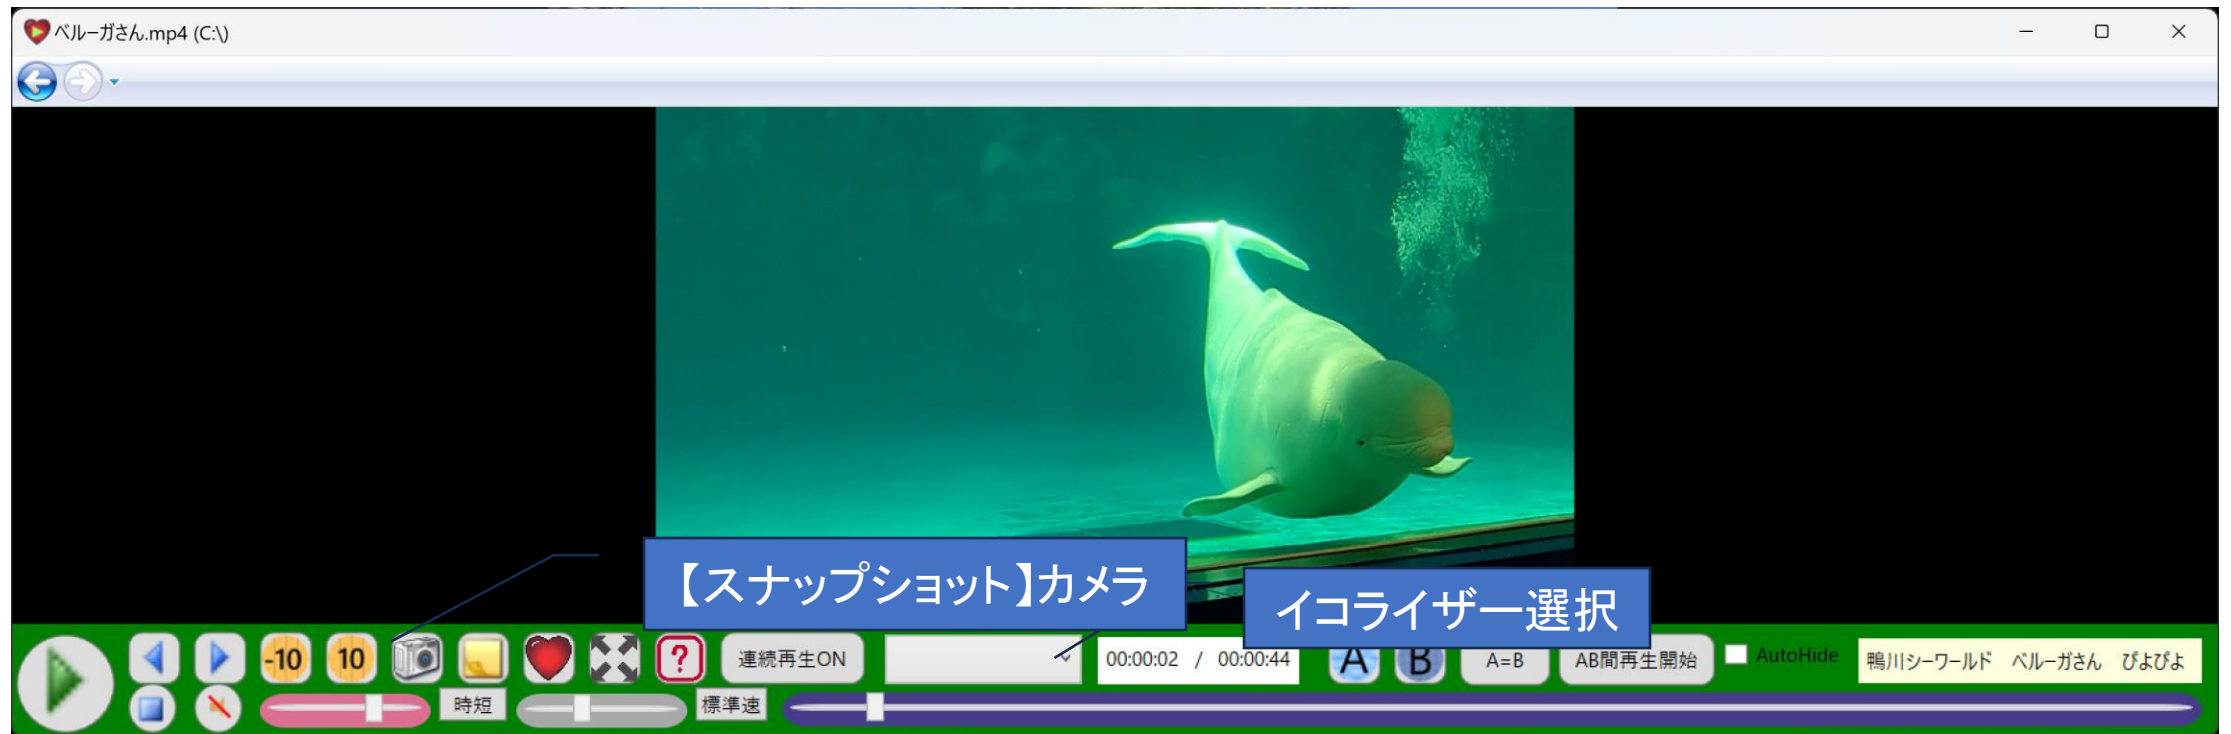 ベルーガさん.mp4 (C:\)
【スナップショット】カメラ
イコライザー選択
-10 10 ? 連続再生ON 00:00:02 / 00:00:44 A B A=B AB間再生開始 AutoHide 鴨川シーワールド ベルーガさん ぴよぴよ
時短 標準速